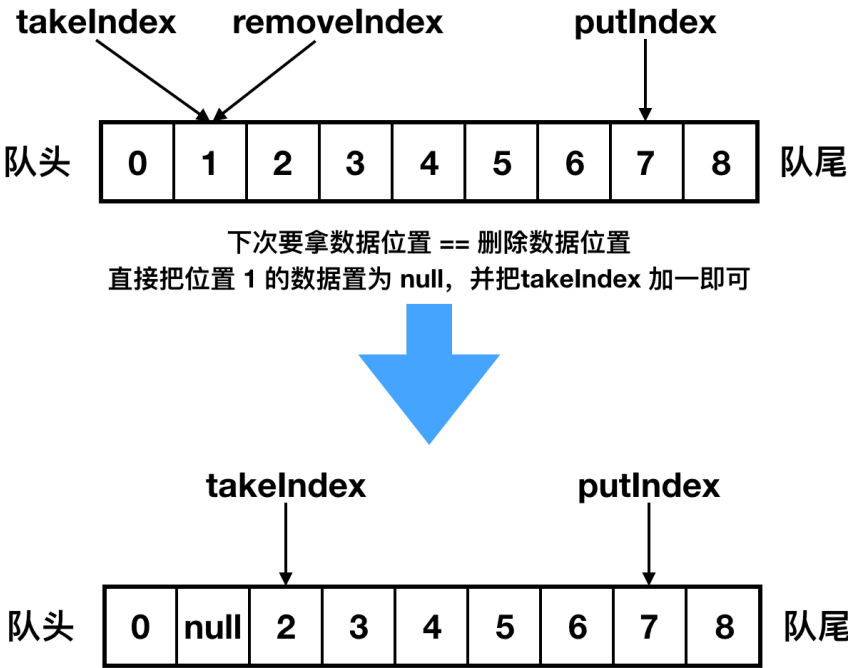 takeIndex removeIndex putIndex
队头 0 1 2 3 4 5 6 7 8 队尾
下次要拿数据位置 == 删除数据位置
直接把位置 1 的数据置为 null，并把takeIndex 加一即可
takeIndex putIndex
队头 0 null 2 3 4 5 6 7 8 队尾